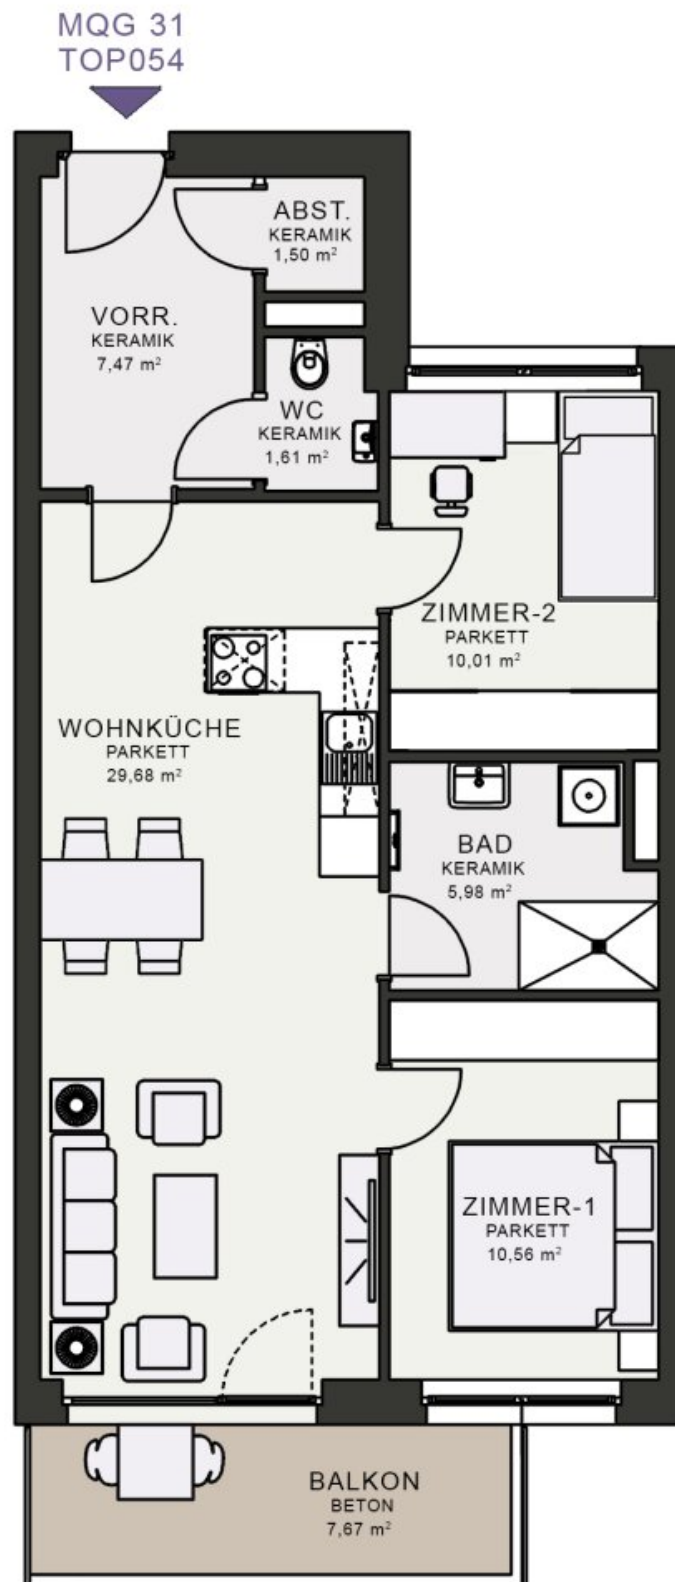 MQG 31
TOP054
ABST.
KERAMIK
1,50 m²
VORR.
KERAMIK
7,47 m²
WC
KERAMIK
1,61 m²
ZIMMER-2
PARKETT
10,01 m²
WOHNKÜCHE
PARKETT
29,68 m²
BAD
KERAMIK
5,98 m²
ZIMMER-1
PARKETT
10,56 m²
BALKON
BETON
7,67 m²